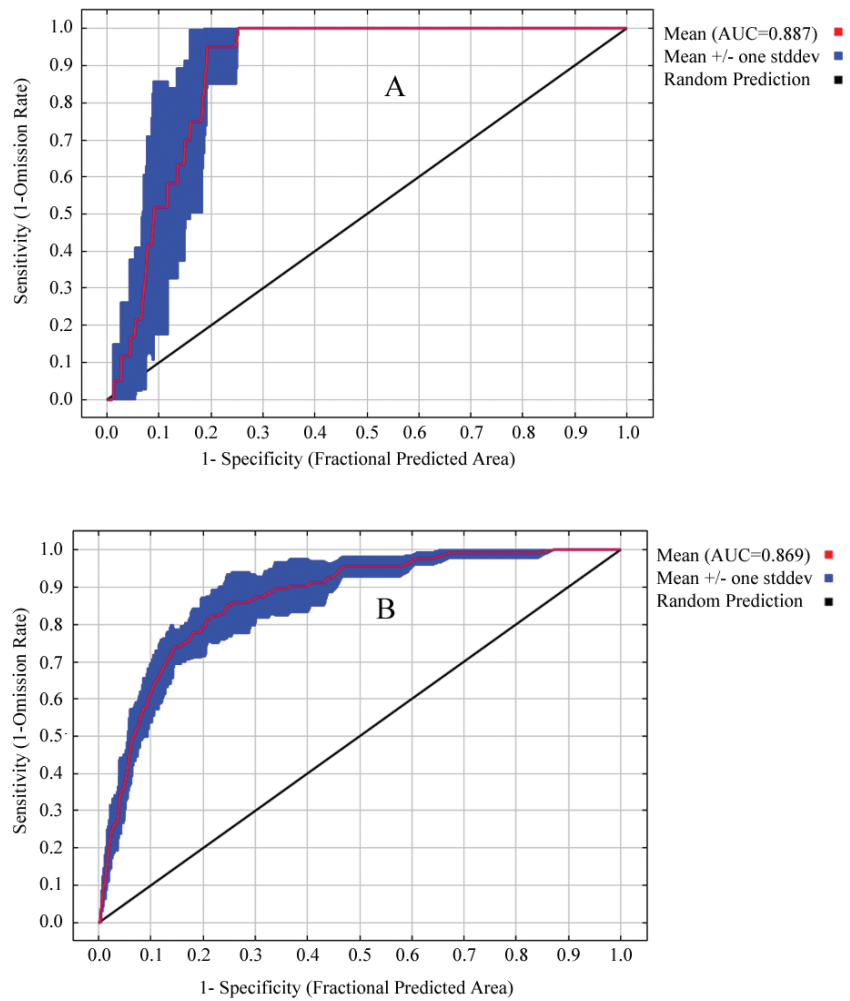 Mean (AUC=0.887)
Mean +/- one stddev
Random Prediction
A
Sensitivity (1-Omission Rate)
1.0
0.9
0.8
0.7
0.6
0.5
0.4
0.3
0.2
0.1
0.0
0.0 0.1 0.2 0.3 0.4 0.5 0.6 0.7 0.8 0.9 1.0
1- Specificity (Fractional Predicted Area)
Mean (AUC=0.869)
Mean +/- one stddev
Random Prediction
B
Sensitivity (1-Omission Rate)
1.0
0.9
0.8
0.7
0.6
0.5
0.4
0.3
0.2
0.1
0.0
0.0 0.1 0.2 0.3 0.4 0.5 0.6 0.7 0.8 0.9 1.0
1- Specificity (Fractional Predicted Area)